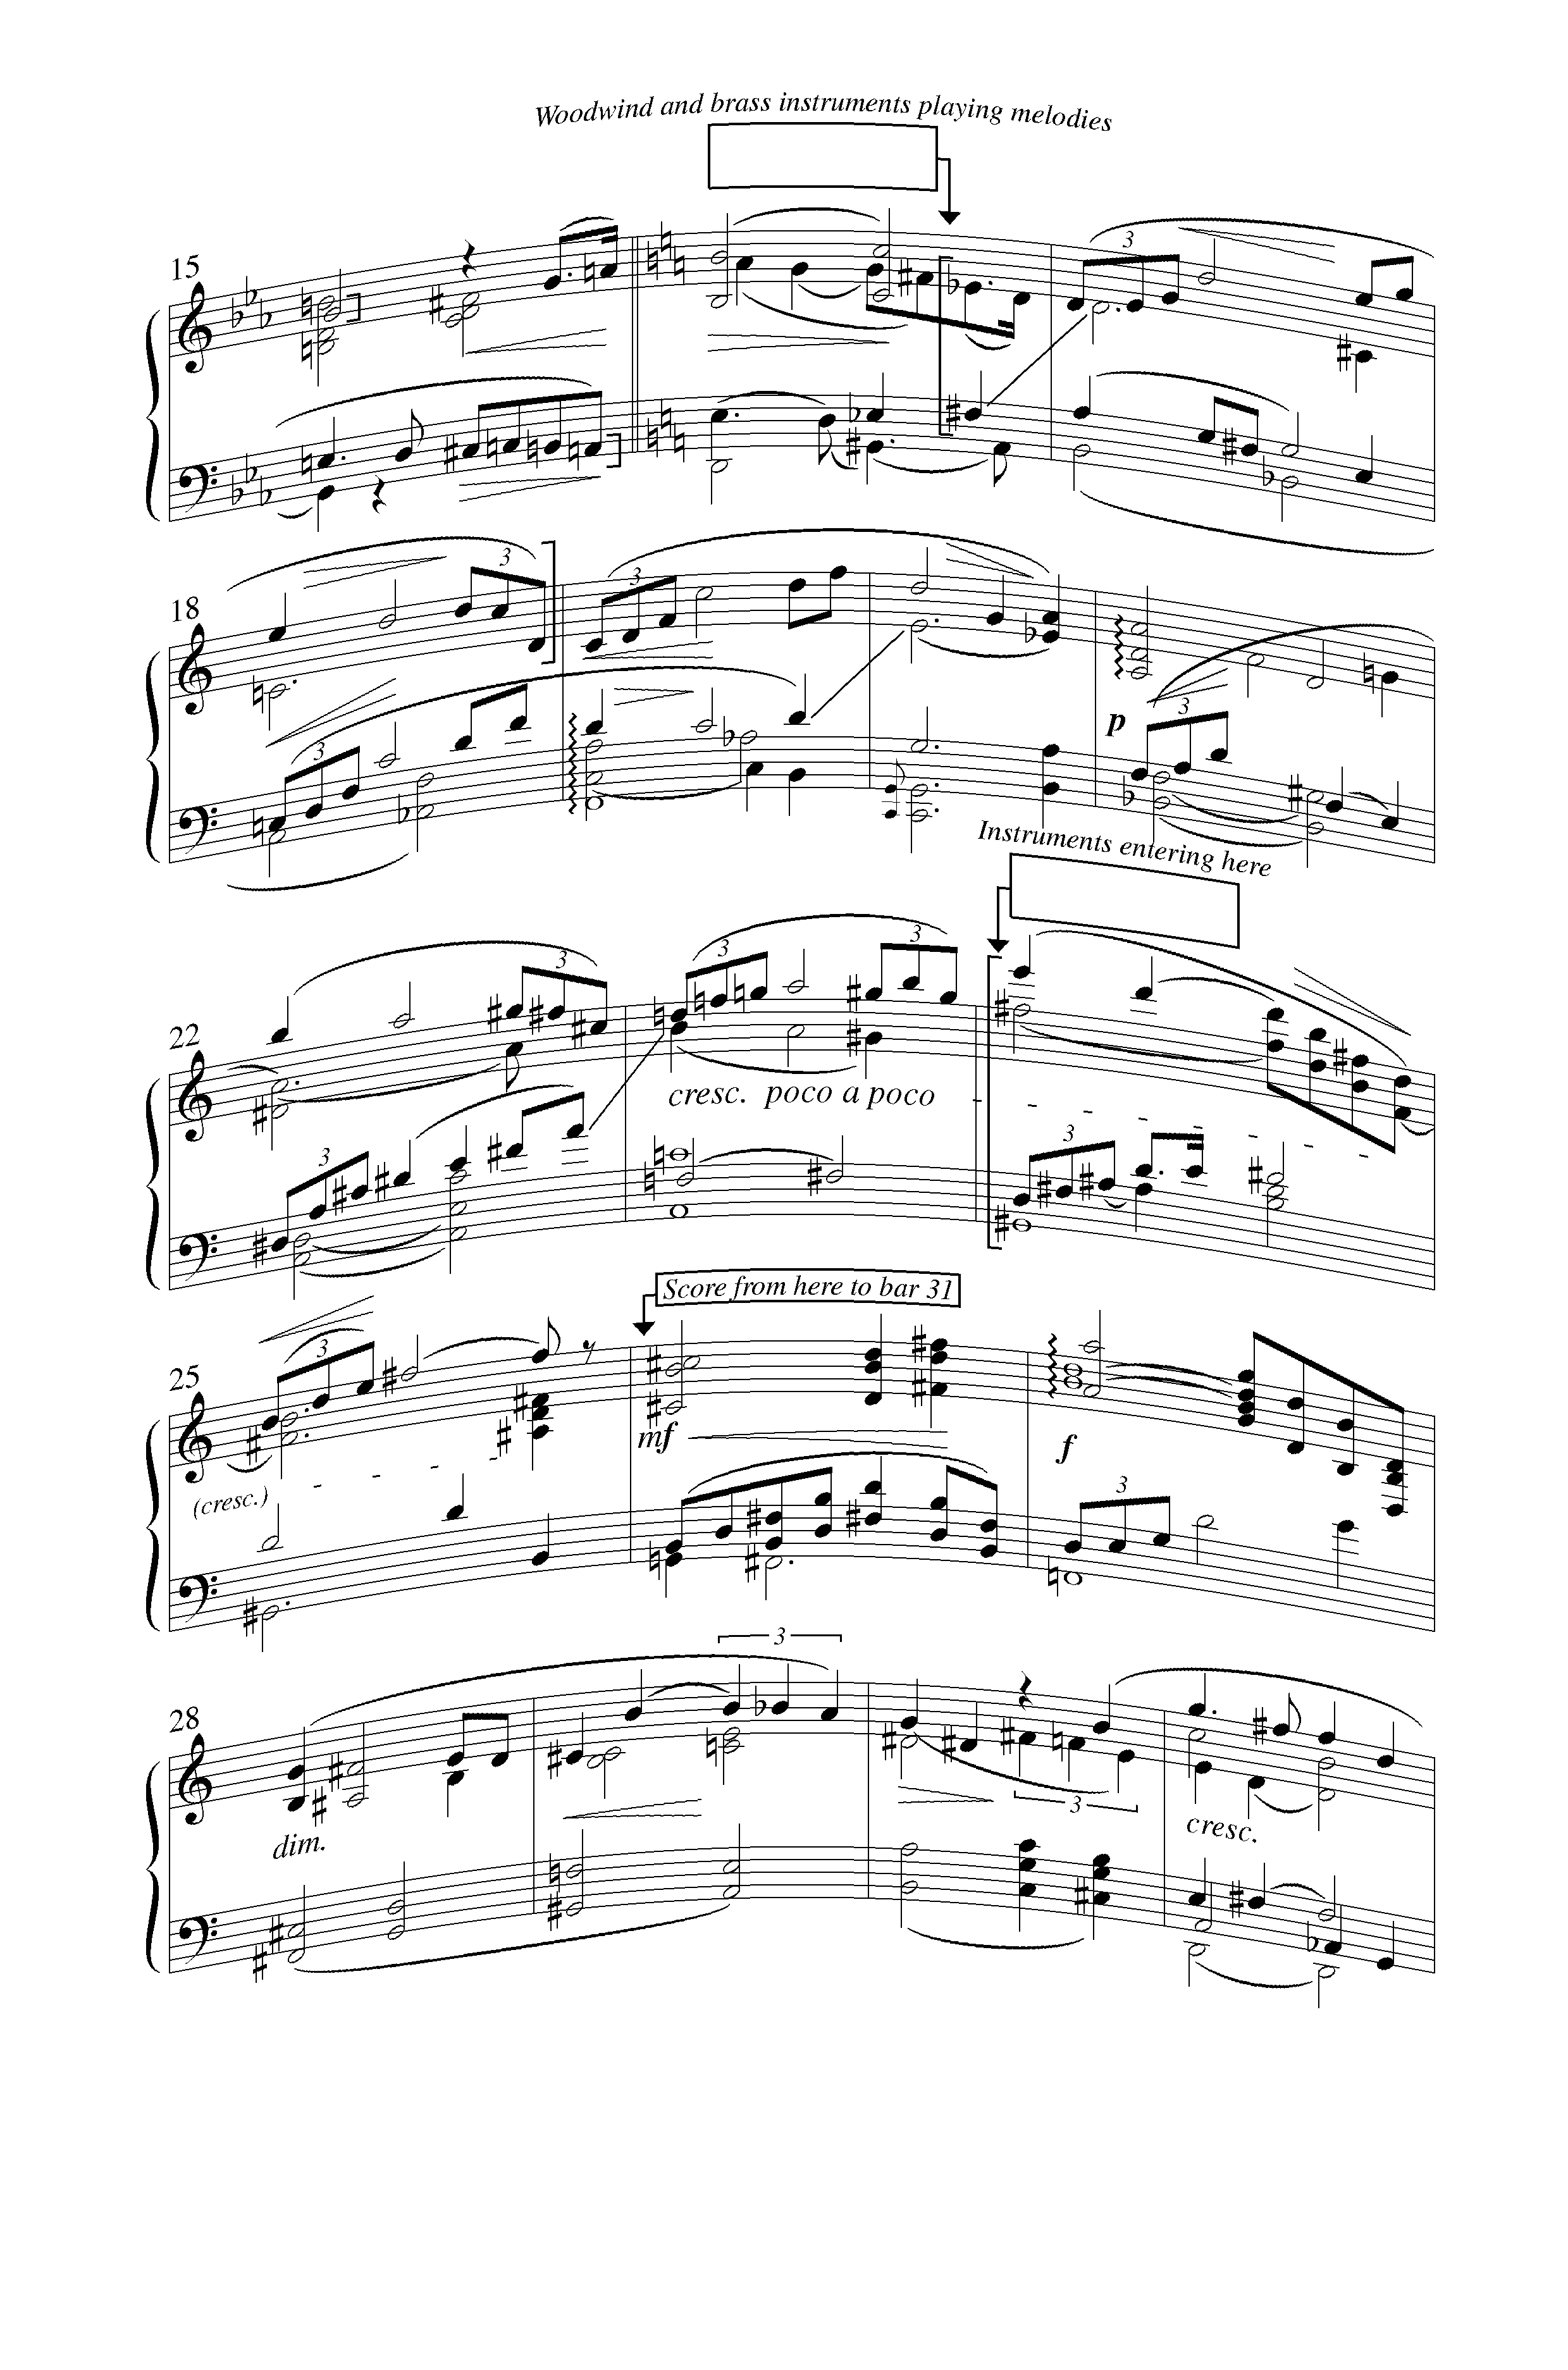 Woodwind and brass instruments playing melodies
15
3
18
3
3
3
3
p
Instruments entering here
22
3
3
3
3
cresc. poco a poco
3
Score from here to bar 31
25
3
mf
f
(cresc.)
3
3
28
3
dim.
cresc.